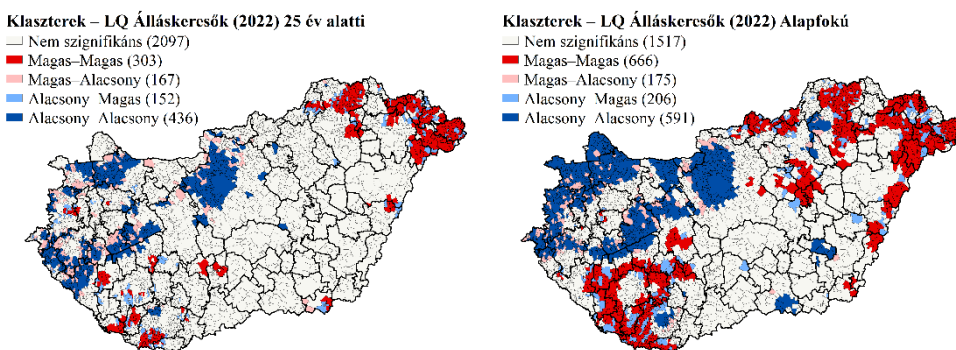 Klaszterek – LQ Álláskeresők (2022) 25 év alatti
Nem szignifikáns (2097)
Magas–Magas (303)
Magas–Alacsony (167)
Alacsony–Magas (152)
Alacsony–Alacsony (436)
Klaszterek – LQ Álláskeresők (2022) Alapfokú
Nem szignifikáns (1517)
Magas–Magas (666)
Magas–Alacsony (175)
Alacsony–Magas (206)
Alacsony–Alacsony (591)